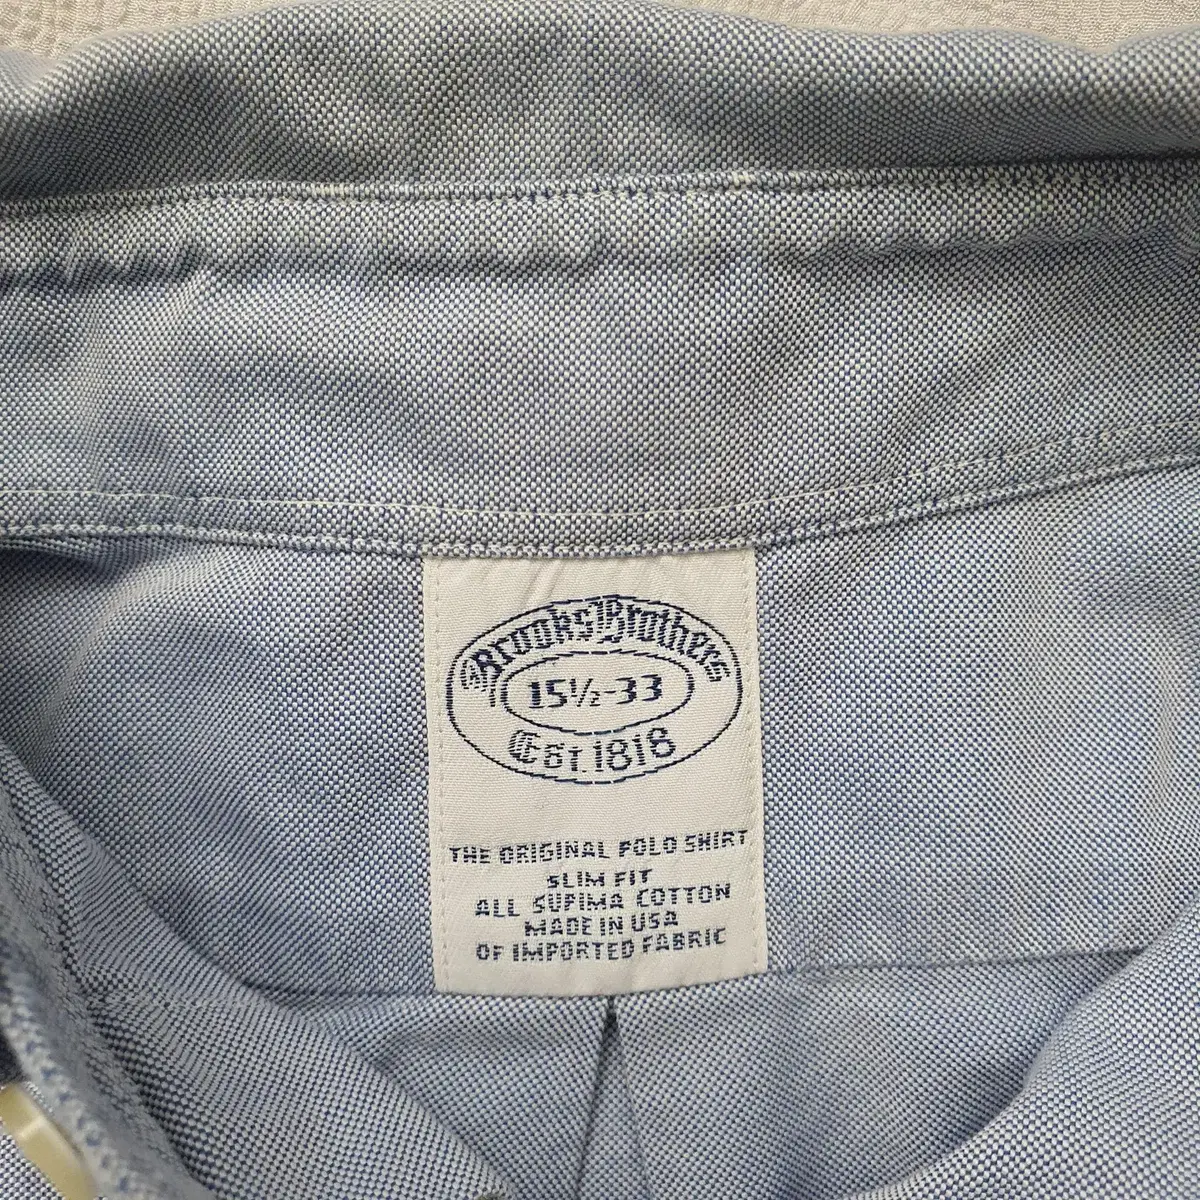 ® Brooks Brothers
15½-33
Est. 1818
THE ORIGINAL POLO SHIRT
SLIM FIT
ALL SUPIMA COTTON
MADE IN USA
OF IMPORTED FABRIC